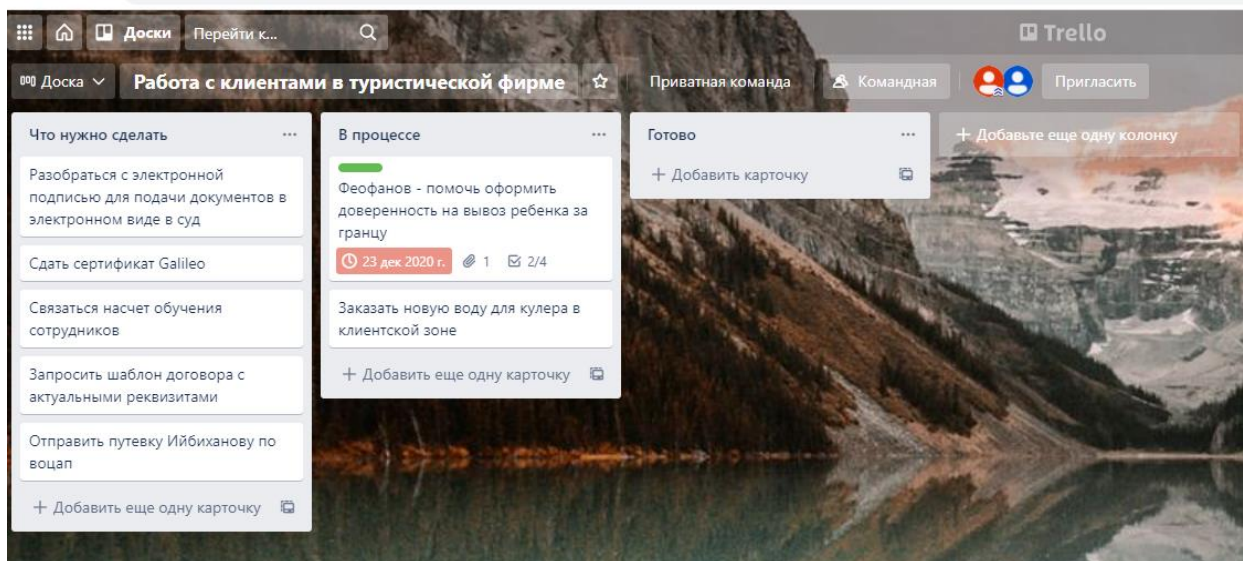 Доски
Перейти к...
Trello
Доска
Работа с клиентами в туристической фирме
Приватная команда
Командная
Пригласить
Что нужно сделать
Разобраться с электронной
подписью для подачи документов в
электронном виде в суд
Сдать сертификат Galileo
Связаться насчет обучения
сотрудников
Запросить шаблон договора с
актуальными реквизитами
Отправить путевку Ийбиханову по
воцап
+ Добавить еще одну карточку
В процессе
Феофанов - помочь оформить
доверенность на вывоз ребенка за
гранцу
23 дек 2020 г. 1 2/4
Заказать новую воду для кулера в
клиентской зоне
+ Добавить еще одну карточку
Готово
+ Добавить карточку
+ Добавьте еще одну колонку